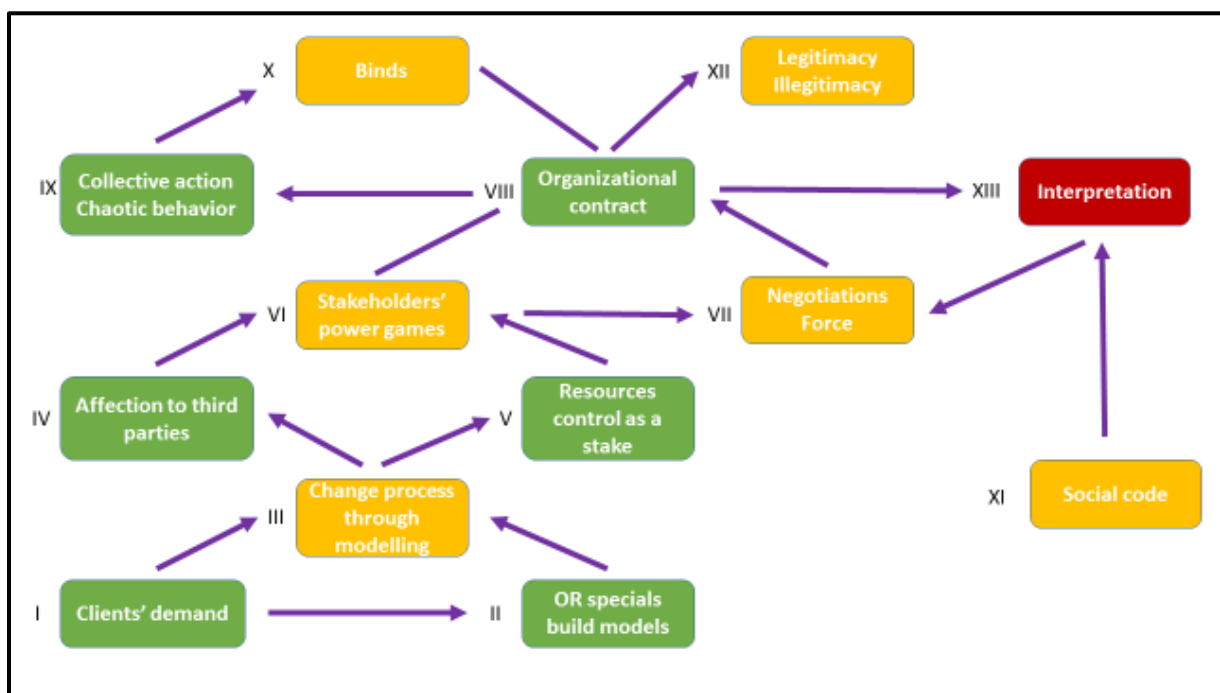 X
Binds
XII
Legitimacy
Illegitimacy
IX
Collective action
Chaotic behavior
VIII
Organizational
contract
XIII
Interpretation
VI
Stakeholders’
power games
VII
Negotiations
Force
IV
Affection to third
parties
V
Resources
control as a
stake
III
Change process
through
modelling
XI
Social code
I
Clients’ demand
II
OR specials
build models